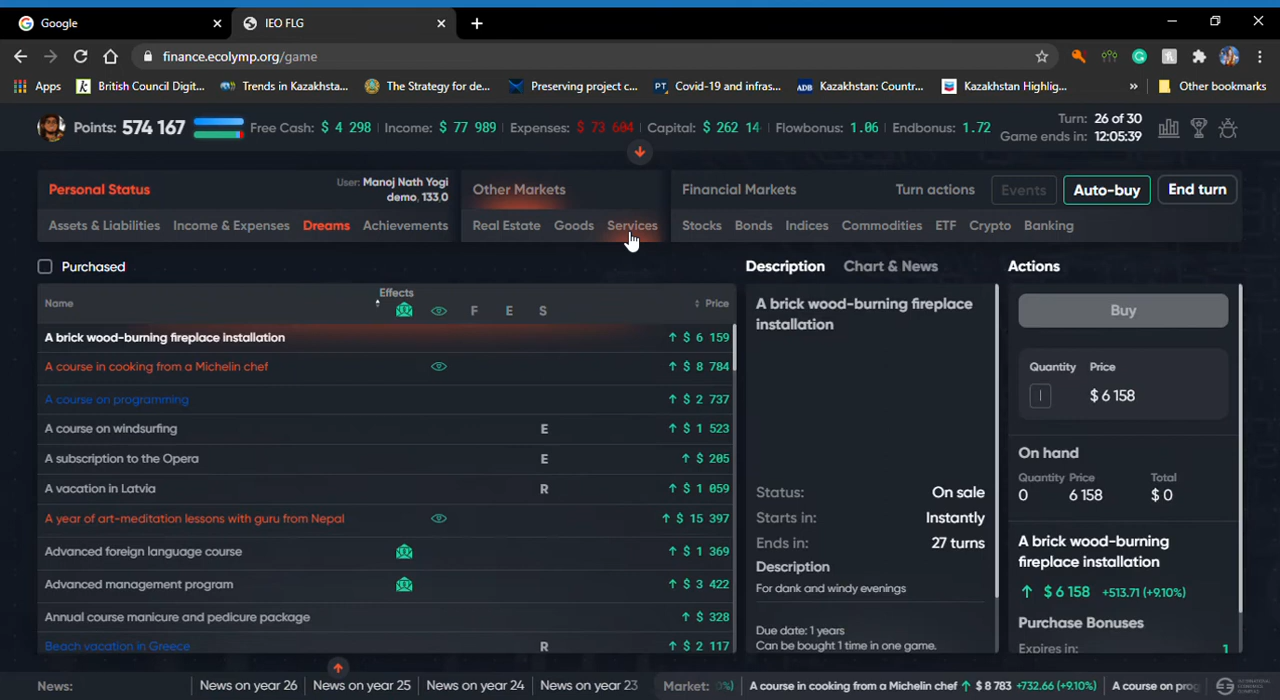 Google
IEO FLG
finance.ecolymp.org/game
Apps British Council Digit... Trends in Kazakhsta... The Strategy for de... Preserving project c... Covid-19 and infras... Kazakhstan: Countr... Kazakhstan Highlig... » Other bookmarks
Points: 574 167 Free Cash: $ 4 298 Income: $ 77 989 Expenses: $ 73 604 Capital: $ 262 14 Flowbonus: 1.06 Endbonus: 1.72 Turn: 26 of 30
Game ends in: 12:05:39
Personal Status User: Manoj Nath Yogi
demo, 133,0
Other Markets Financial Markets Turn actions Events Auto-buy End turn
Assets & Liabilities Income & Expenses Dreams Achievements Real Estate Goods Services Stocks Bonds Indices Commodities ETF Crypto Banking
Purchased
Name Effects F E S Price
A brick wood-burning fireplace installation ↑ $ 6 159
A course in cooking from a Michelin chef ↑ $ 8 784
A course on programming ↑ $ 2 737
A course on windsurfing E ↑ $ 1 523
A subscription to the Opera E ↑ $ 205
A vacation in Latvia R ↑ $ 1 059
A year of art-meditation lessons with guru from Nepal ↑ $ 15 397
Advanced foreign language course ↑ $ 1 369
Advanced management program ↑ $ 3 422
Annual course manicure and pedicure package ↑ $ 328
Beach vacation in Greece R ↑ $ 2 117
Description Chart & News
A brick wood-burning fireplace
installation
Status: On sale
Starts in: Instantly
Ends in: 27 turns
Description
For dank and windy evenings
Due date: 1 years
Can be bought 1 time in one game.
Actions
Buy
Quantity Price
$ 6 158
On hand
Quantity Price Total
0 6 158 $ 0
A brick wood-burning
fireplace installation
↑ $ 6 158 +513.71 (+9.10%)
Purchase Bonuses
Expires in: 1
News: News on year 26 News on year 25 News on year 24 News on year 23 Market: %) A course in cooking from a Michelin chef ↑ $ 8 783 +732.66 (+9.10%) A course on prog